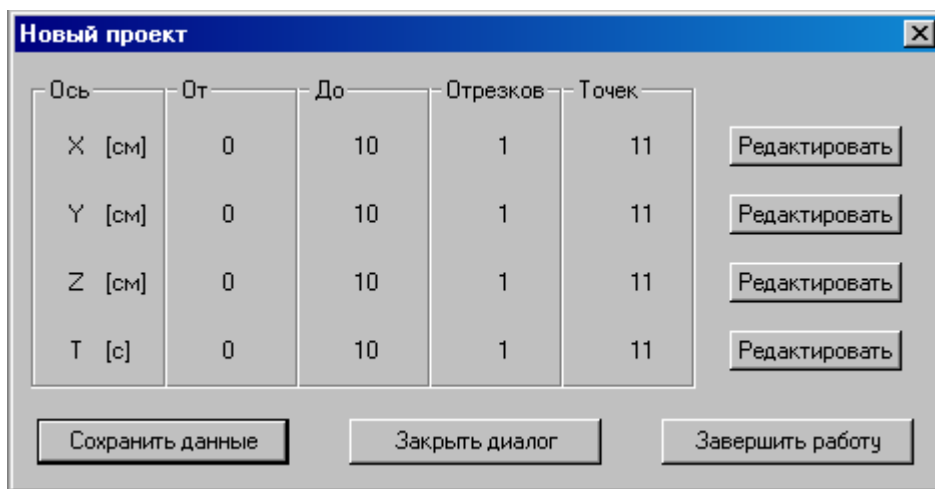 Новый проект
Ось От До Отрезков Точек
X [см] 0 10 1 11 Редактировать
Y [см] 0 10 1 11 Редактировать
Z [см] 0 10 1 11 Редактировать
T [с] 0 10 1 11 Редактировать
Сохранить данные Закрыть диалог Завершить работу